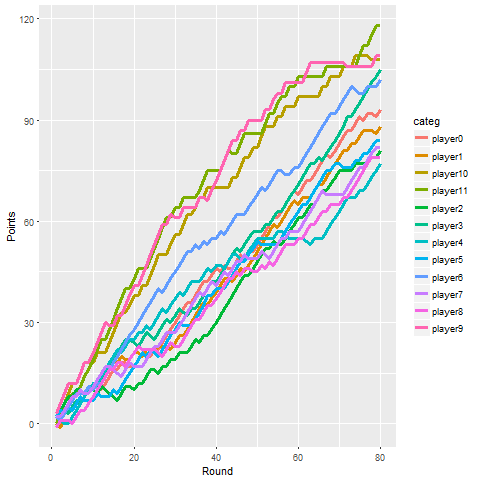 120
90
60
30
0
Points
0
20
40
60
80
Round
categ
player0
player1
player10
player11
player2
player3
player4
player5
player6
player7
player8
player9